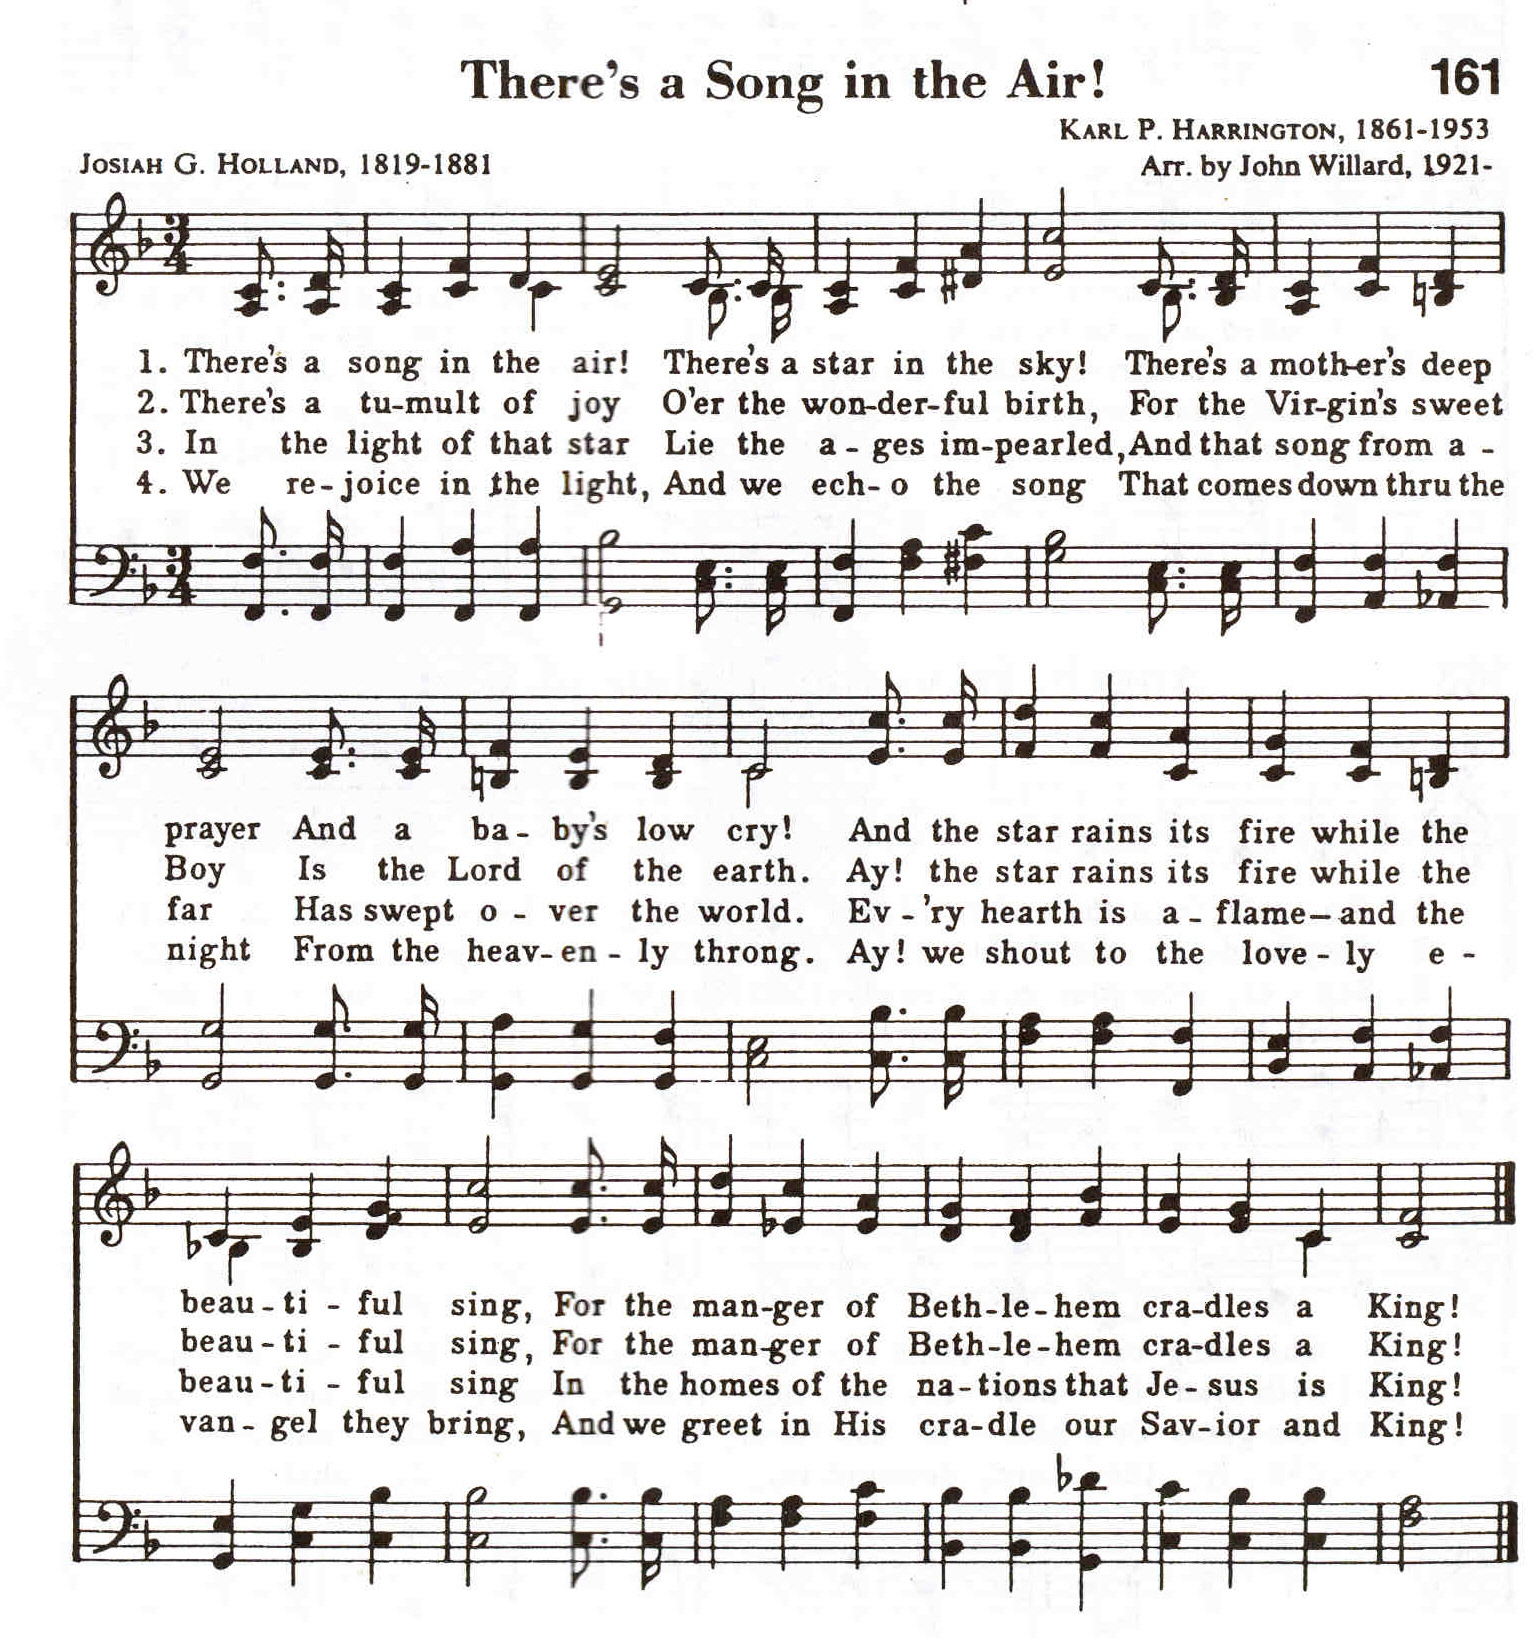 There's a Song in the Air!
161
KARL P. HARRINGTON, 1861-1953
JOSIAH G. HOLLAND, 1819-1881
Arr. by John Willard, 1921-
1. There's a song in the air! There's a star in the sky! There's a moth-er's deep
2. There's a tu-mult of joy O'er the won-der-ful birth, For the Vir-gin's sweet
3. In the light of that star Lie the a - ges im-pearled, And that song from a -
4. We re-joice in the light, And we ech-o the song That comes down thru the
prayer And a ba - by's low cry! And the star rains its fire while the
Boy Is the Lord of the earth. Ay! the star rains its fire while the
far Has swept o - ver the world. Ev-'ry hearth is a - flame—and the
night From the heav-en - ly throng. Ay! we shout to the love - ly e -
beau-ti - ful sing, For the man-ger of Beth-le-hem cra-dles a King!
beau-ti - ful sing, For the man-ger of Beth-le-hem cra-dles a King!
beau-ti - ful sing In the homes of the na-tions that Je-sus is King!
van-gel they bring, And we greet in His cra-dle our Sav-ior and King!